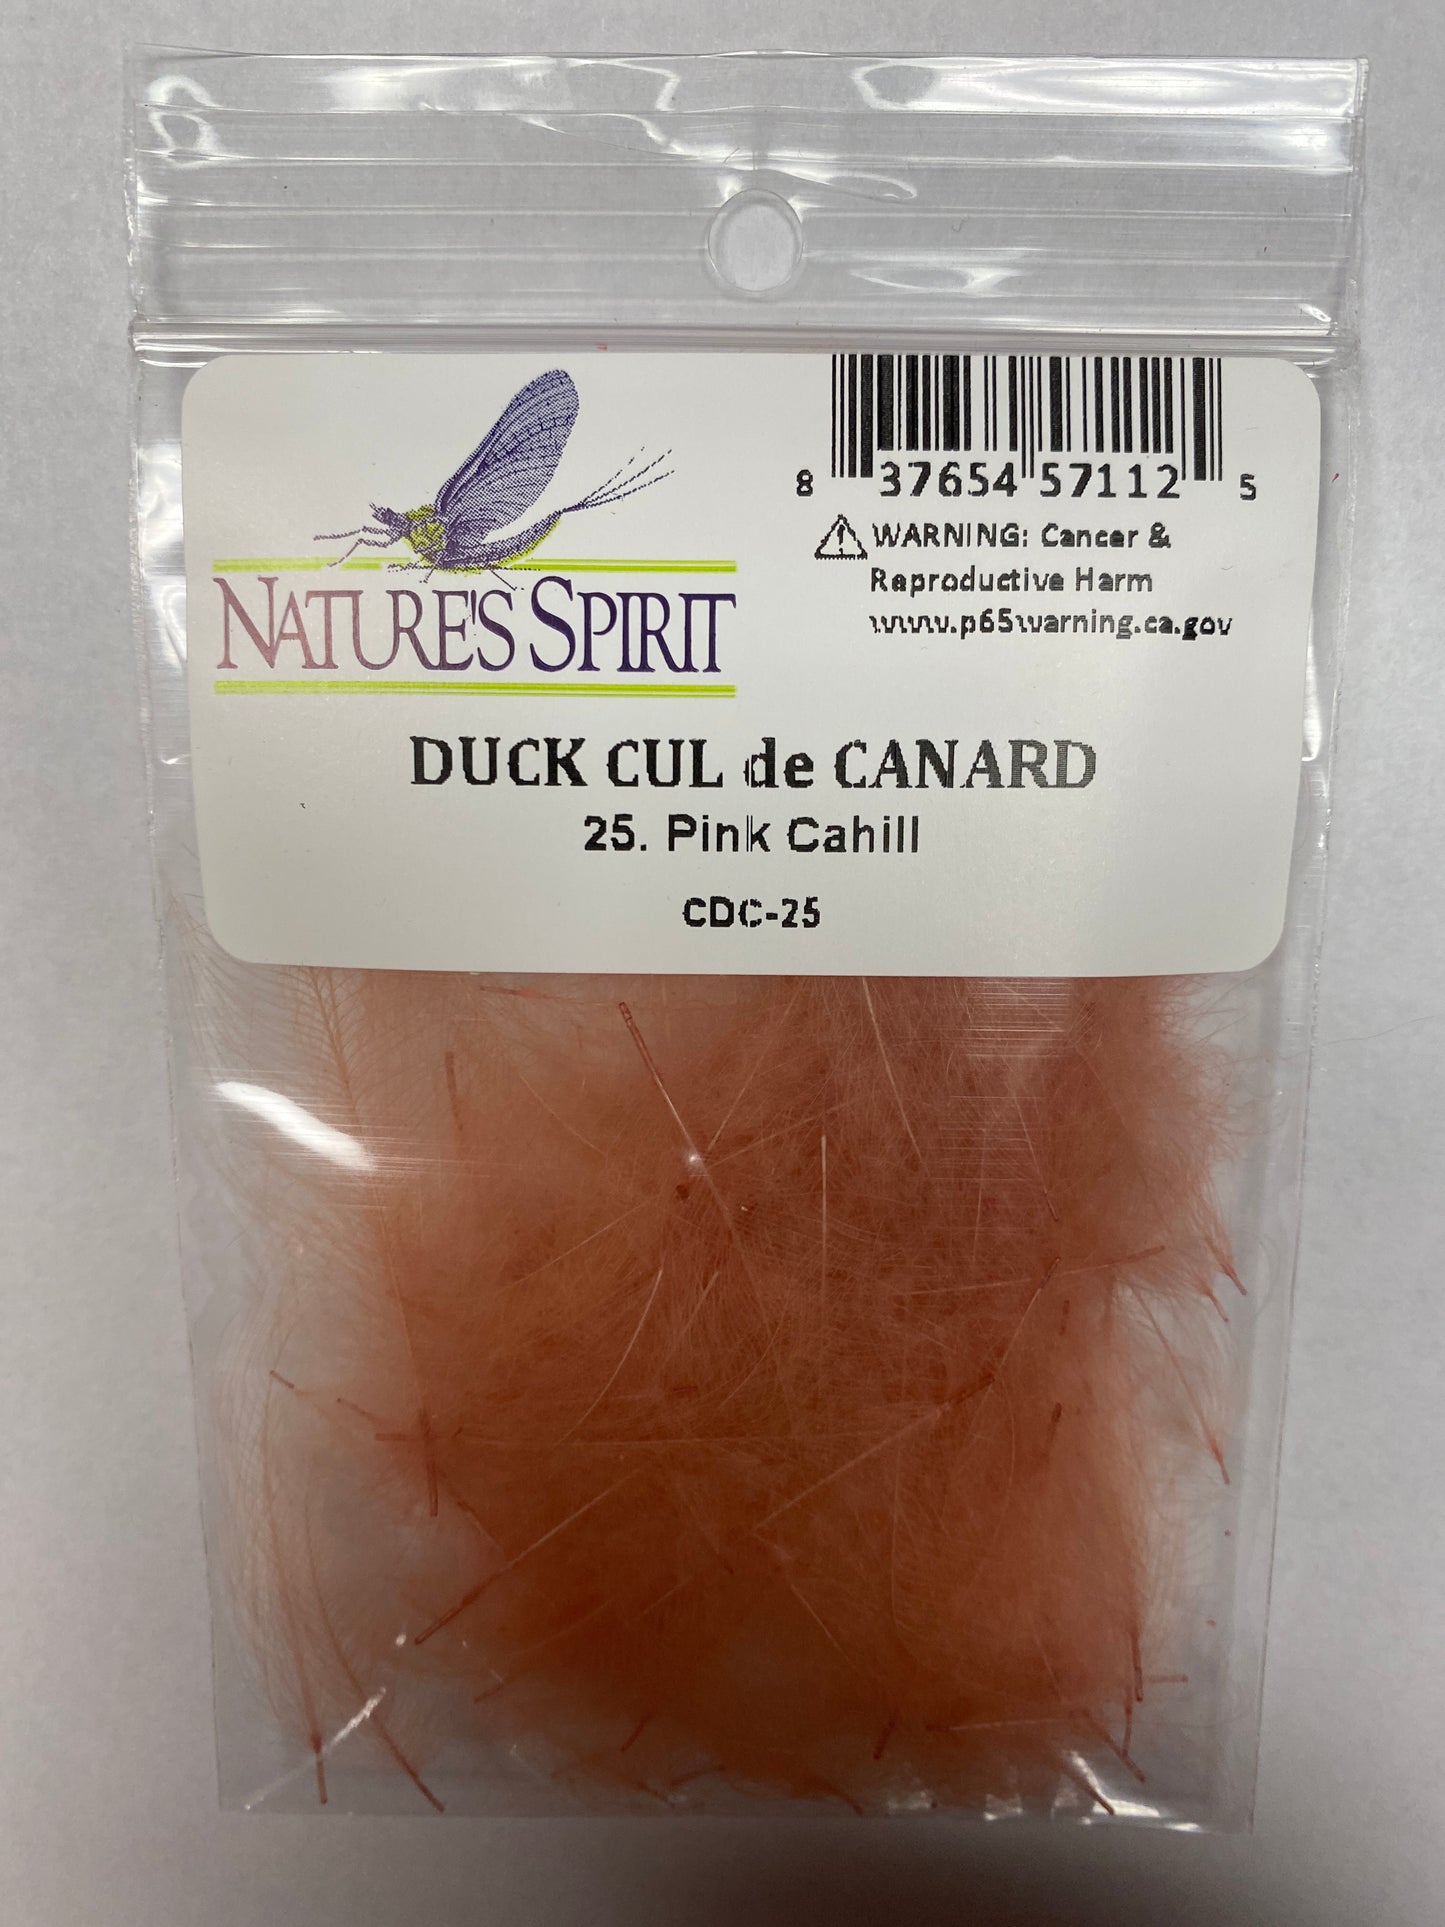 NATURE'S SPIRIT
8 37654 57112 5
WARNING: Cancer &
Reproductive Harm
www.p65warning.ca.gov
DUCK CUL de CANARD
25. Pink Cahill
CDC-25